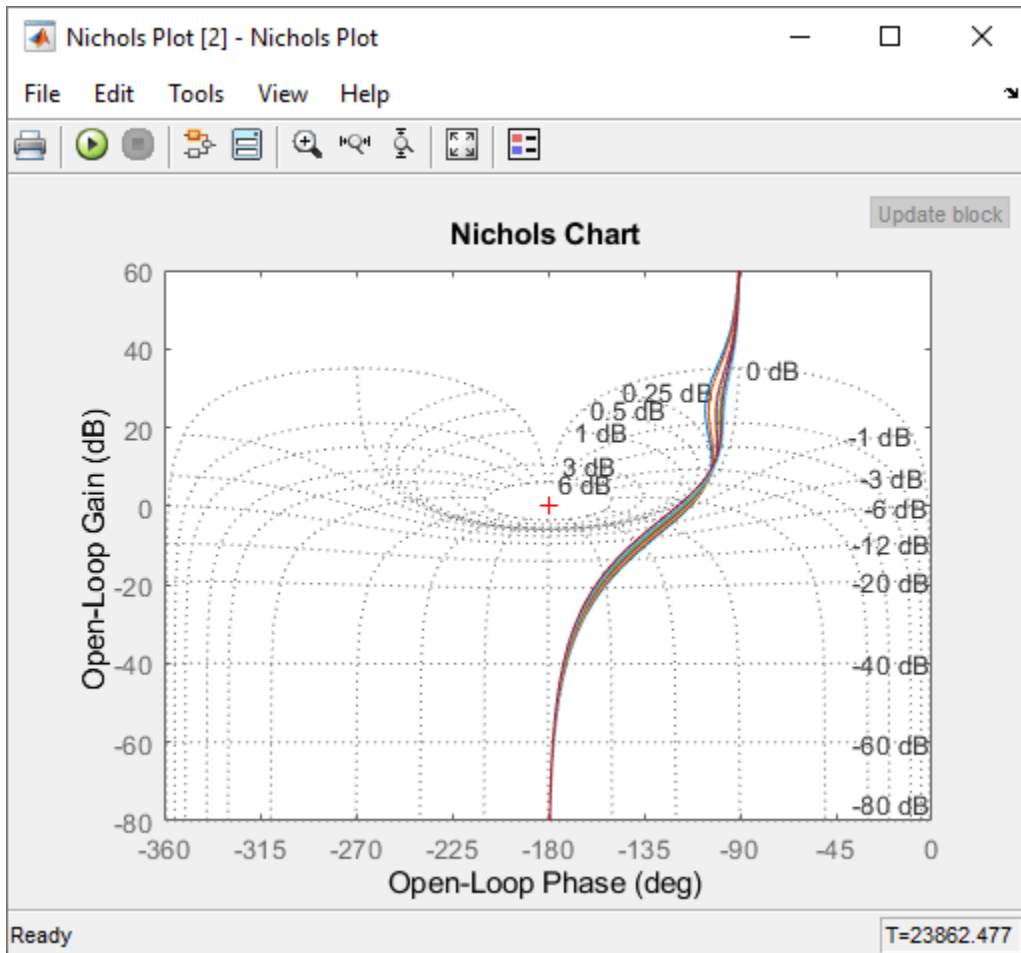 Nichols Plot [2] - Nichols Plot
File Edit Tools View Help
Update block
Nichols Chart
60
40
20
0
-20
-40
-60
-80
Open-Loop Gain (dB)
0 dB
0.25 dB
0.5 dB
1 dB
3 dB
6 dB
-1 dB
-3 dB
-6 dB
-12 dB
-20 dB
-40 dB
-60 dB
-80 dB
-360 -315 -270 -225 -180 -135 -90 -45 0
Open-Loop Phase (deg)
Ready T=23862.477